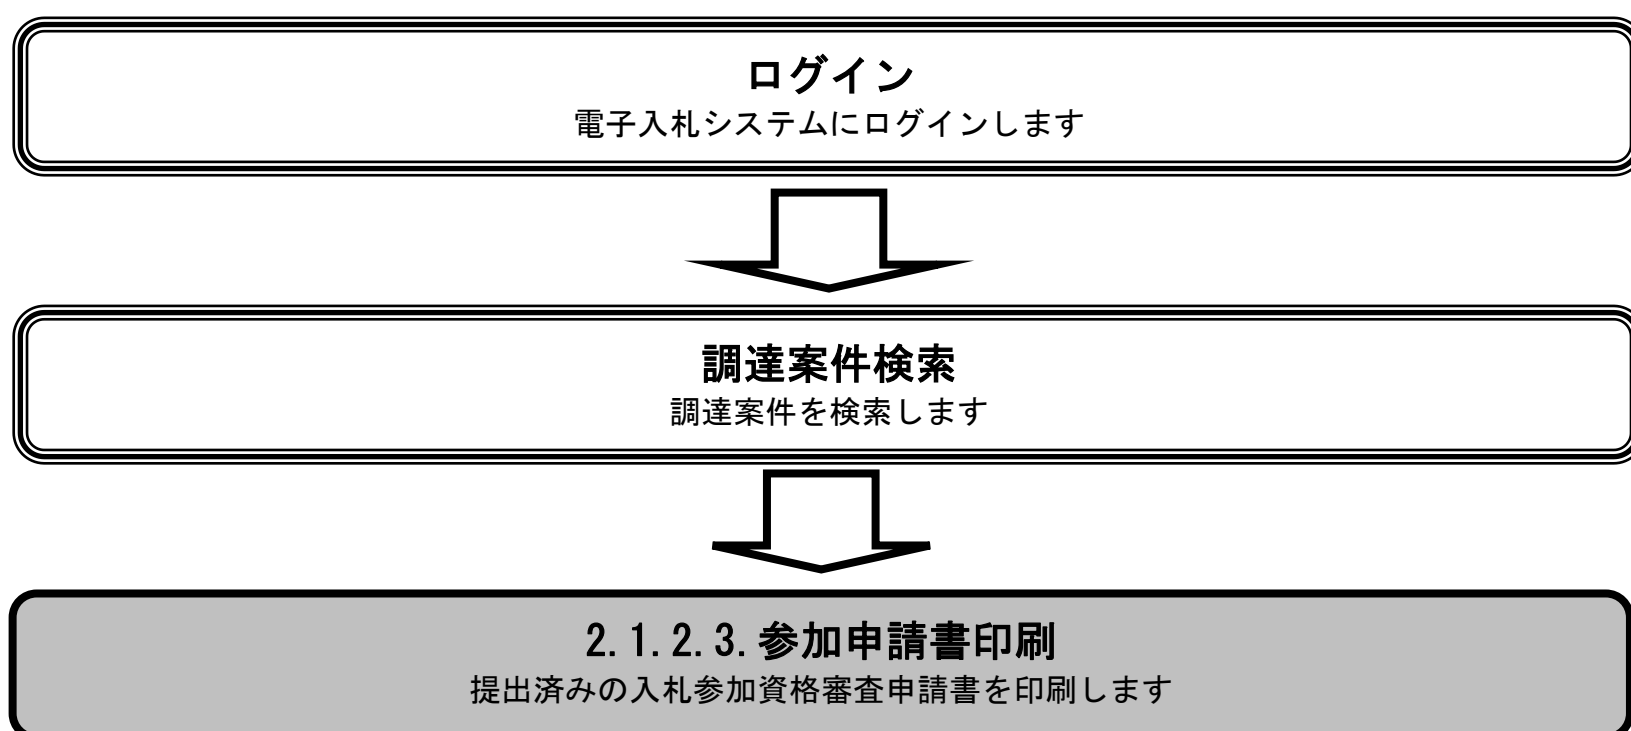 ログイン
電子入札システムにログインします
調達案件検索
調達案件を検索します
2.1.2.3.参加申請書印刷
提出済みの入札参加資格審査申請書を印刷します